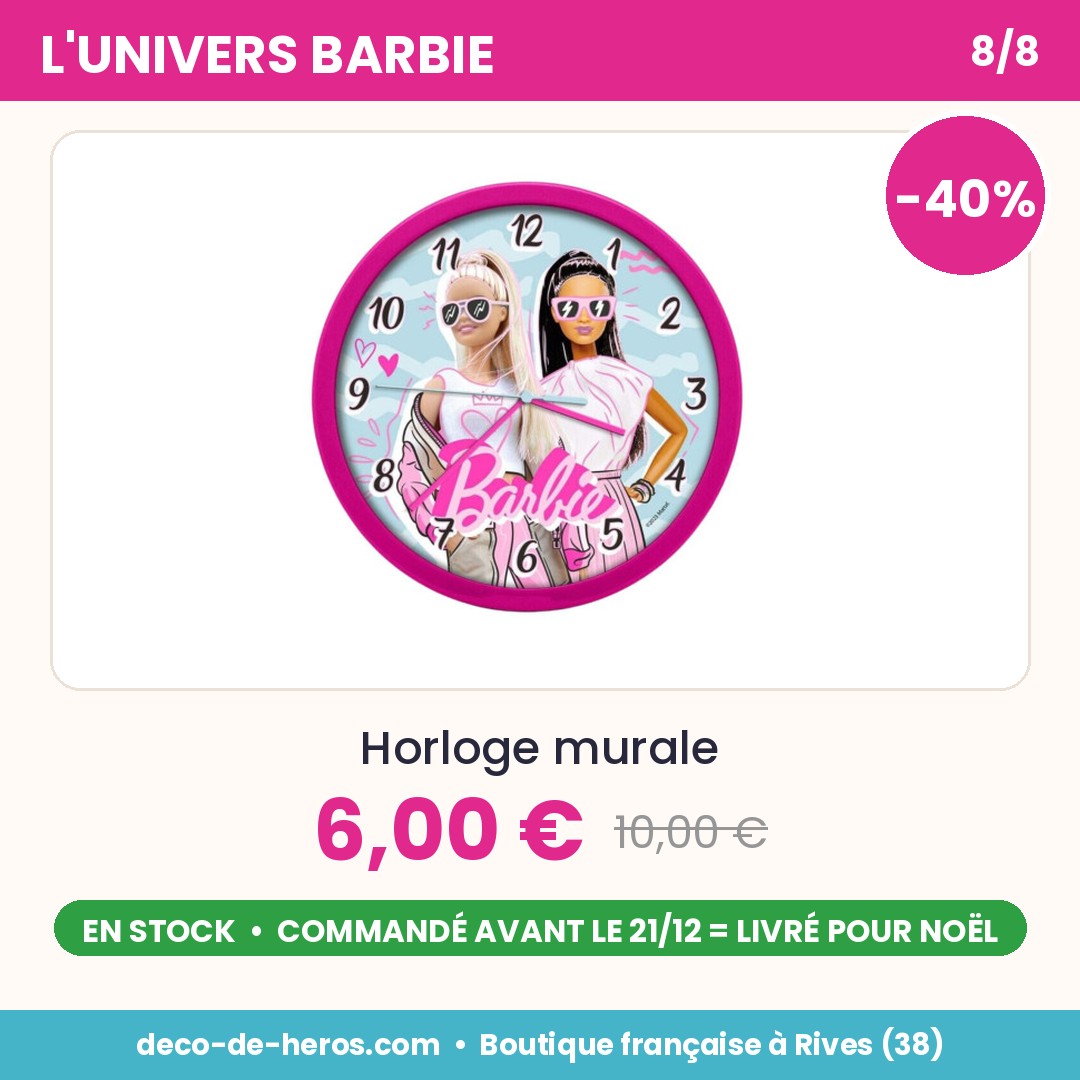 L'UNIVERS BARBIE
8/8
-40%
12
11
1
10
2
9
3
8
4
Barbie
7
5
6
©2023 Mattel
Horloge murale
6,00 € 10,00 €
EN STOCK • COMMANDÉ AVANT LE 21/12 = LIVRÉ POUR NOËL
deco-de-heros.com • Boutique française à Rives (38)